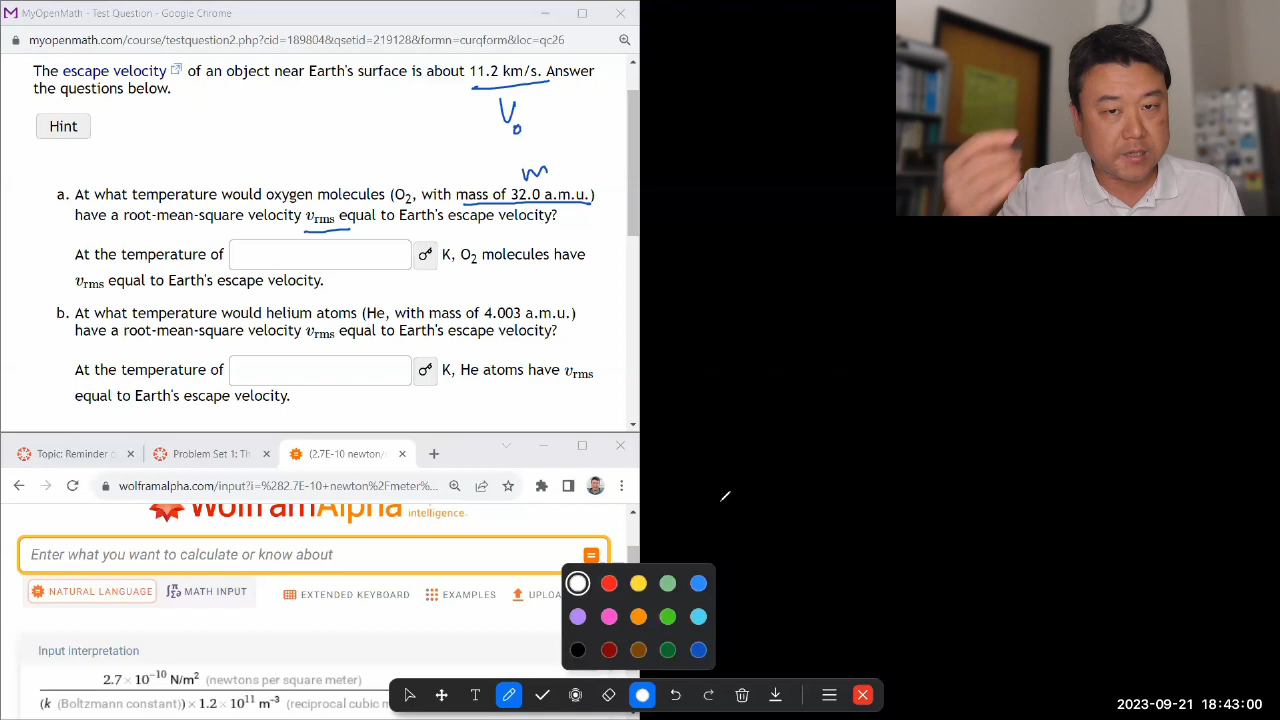 MyOpenMath - Test Question - Google Chrome
myopenmath.com/course/testquestion2.php?cid=189804&qsetid=219128&formn=curqform&loc=qc26
The escape velocity of an object near Earth's surface is about 11.2 km/s. Answer
the questions below.
V₀
Hint
m
a. At what temperature would oxygen molecules (O₂, with mass of 32.0 a.m.u.)
have a root-mean-square velocity vrms equal to Earth's escape velocity?
At the temperature of K, O₂ molecules have
vrms equal to Earth's escape velocity.
b. At what temperature would helium atoms (He, with mass of 4.003 a.m.u.)
have a root-mean-square velocity vrms equal to Earth's escape velocity?
At the temperature of K, He atoms have vrms
equal to Earth's escape velocity.
Topic: Reminder Problem Set 1: Th (2.7E-10 newton/
wolframalpha.com/input?i=%282.7E-10+newton%2Fmeter%...
WolframAlpha intelligence.
Enter what you want to calculate or know about
NATURAL LANGUAGE MATH INPUT EXTENDED KEYBOARD EXAMPLES UPLOA
Input interpretation
2.7 × 10⁻¹⁰ N/m² (newtons per square meter)
(k (Boltzmann constant)) × 1.2 × 10¹¹ m⁻³ (reciprocal cubic m
T
2023-09-21 18:43:00